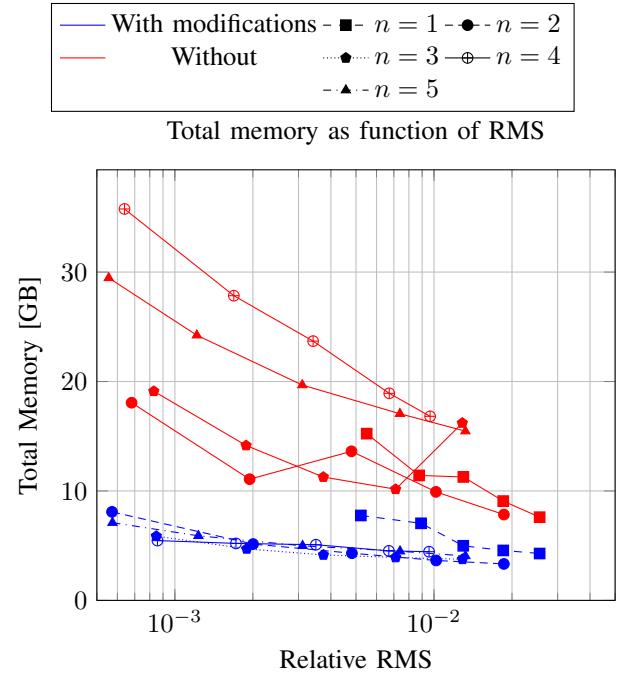 With modifications n = 1 n = 2
Without n = 3 n = 4
n = 5
Total memory as function of RMS
30
20
10
0
Total Memory [GB]
10⁻³ 10⁻²
Relative RMS